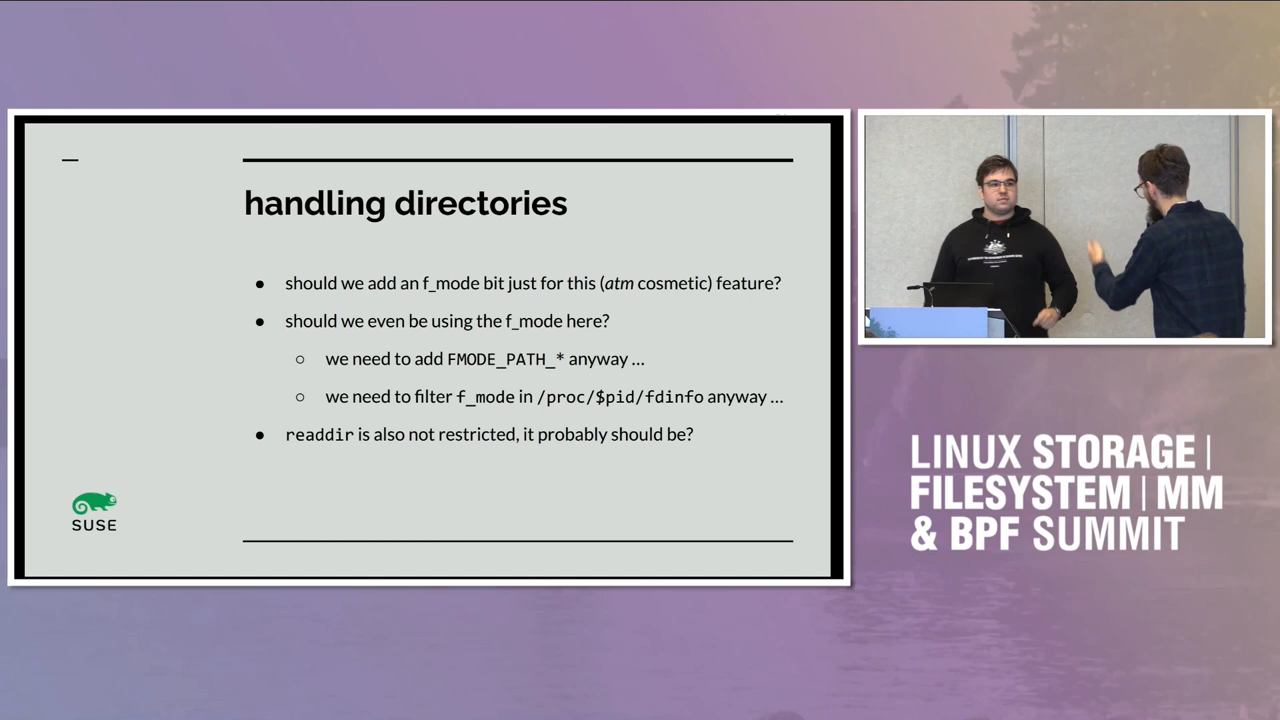 handling directories
● should we add an f_mode bit just for this (atm cosmetic) feature?
● should we even be using the f_mode here?
○ we need to add FMODE_PATH_* anyway ...
○ we need to filter f_mode in /proc/$pid/fdinfo anyway ...
● readdir is also not restricted, it probably should be?
SUSE
LINUX STORAGE |
FILESYSTEM | MM
& BPF SUMMIT